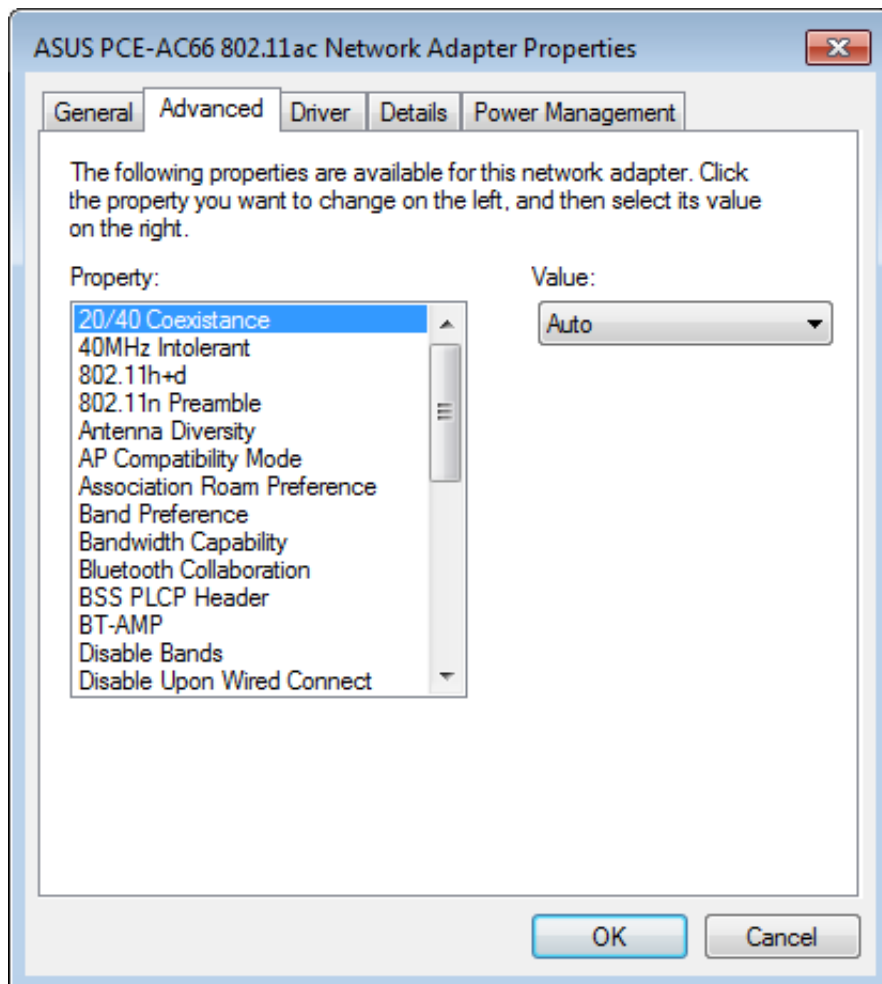 ASUS PCE-AC66 802.11ac Network Adapter Properties
General Advanced Driver Details Power Management
The following properties are available for this network adapter. Click
the property you want to change on the left, and then select its value
on the right.
Property:
Value:
20/40 Coexistance
Auto
40MHz Intolerant
802.11h+d
802.11n Preamble
Antenna Diversity
AP Compatibility Mode
Association Roam Preference
Band Preference
Bandwidth Capability
Bluetooth Collaboration
BSS PLCP Header
BT-AMP
Disable Bands
Disable Upon Wired Connect
OK
Cancel